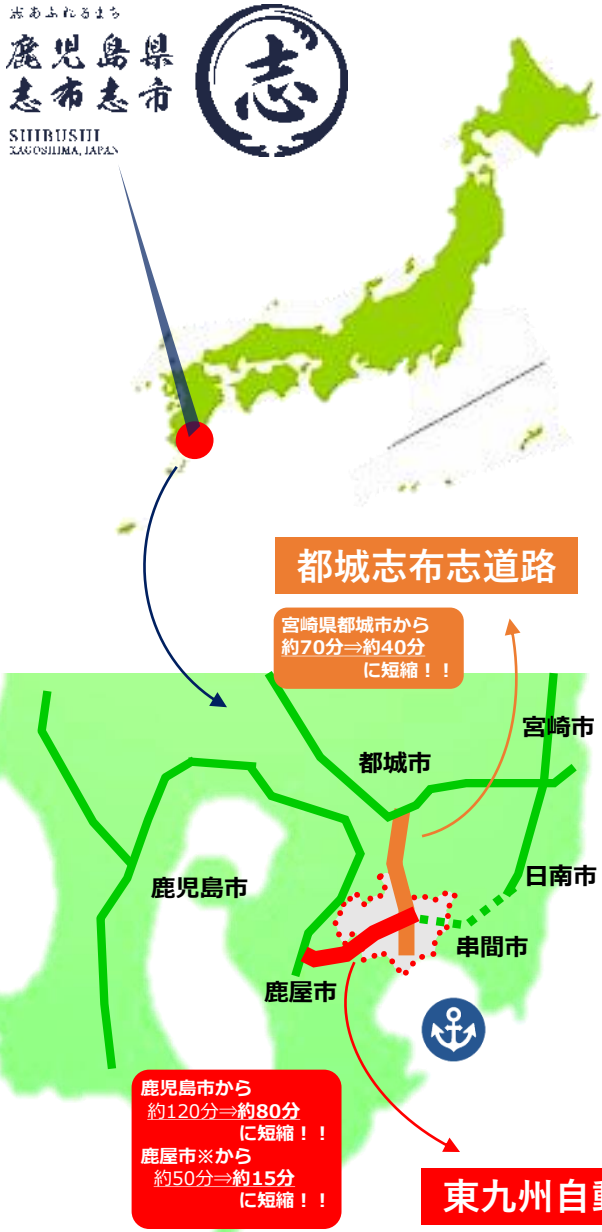 志あふれるまち
鹿児島県
志布志市
SHIBUSHI
KAGOSHIMA, JAPAN
志
都城志布志道路
宮崎県都城市から
約70分⇒約40分
に短縮！！
宮崎市
都城市
鹿児島市
日南市
串間市
鹿屋市
鹿児島市から
約120分⇒約80分
に短縮！！
鹿屋市※から
約50分⇒約15分
に短縮！！
東九州自動